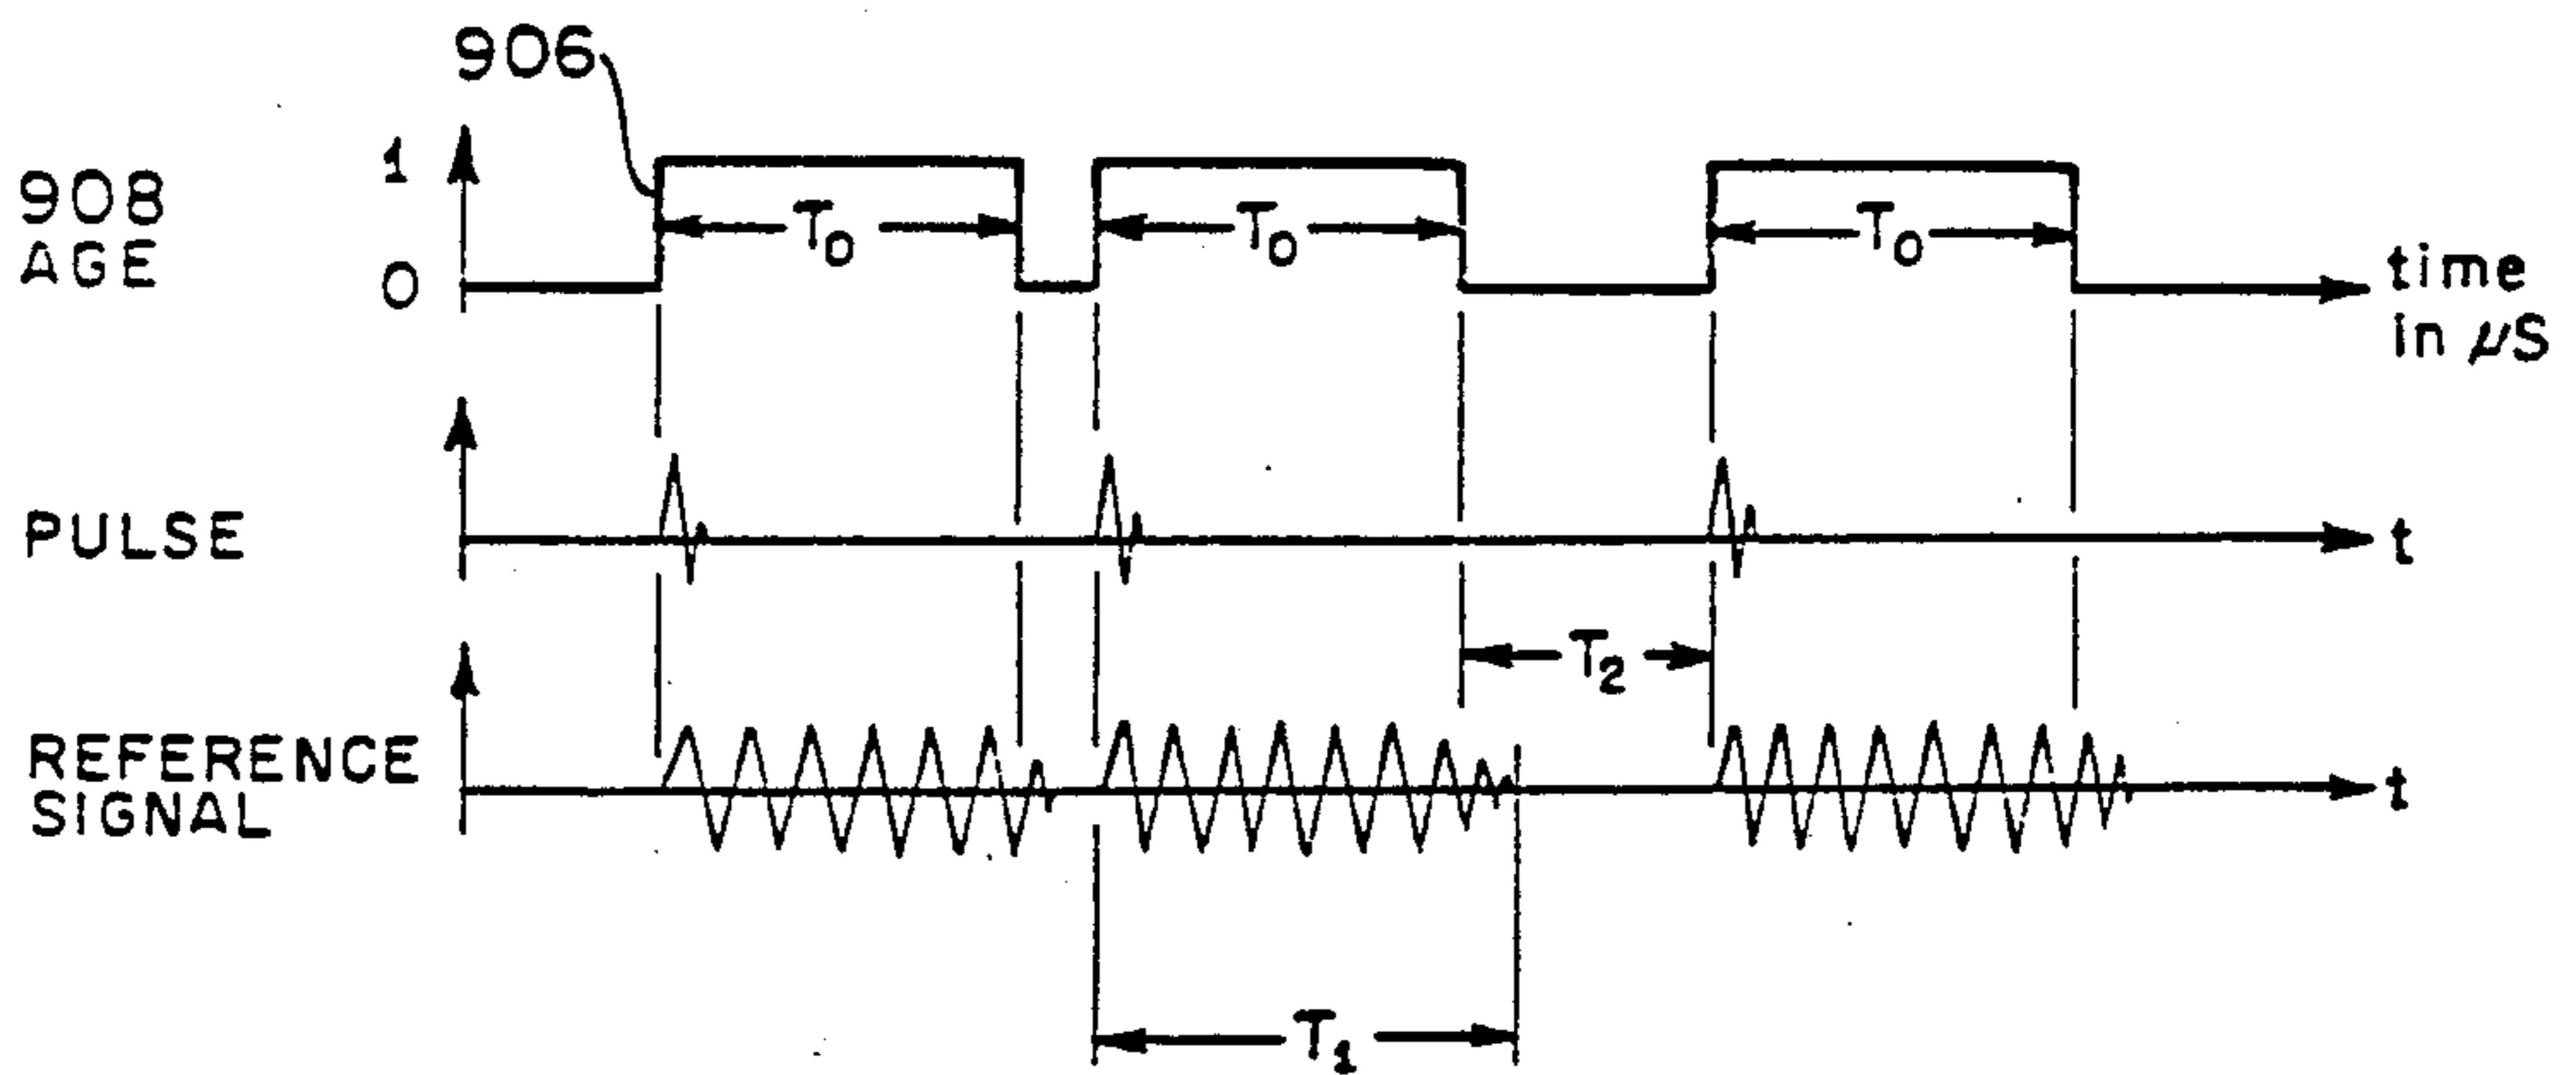 906
1
908
AGE
0
T₀
T₀
T₀
time
in μS
PULSE
t
T₂
REFERENCE
SIGNAL
t
T₁